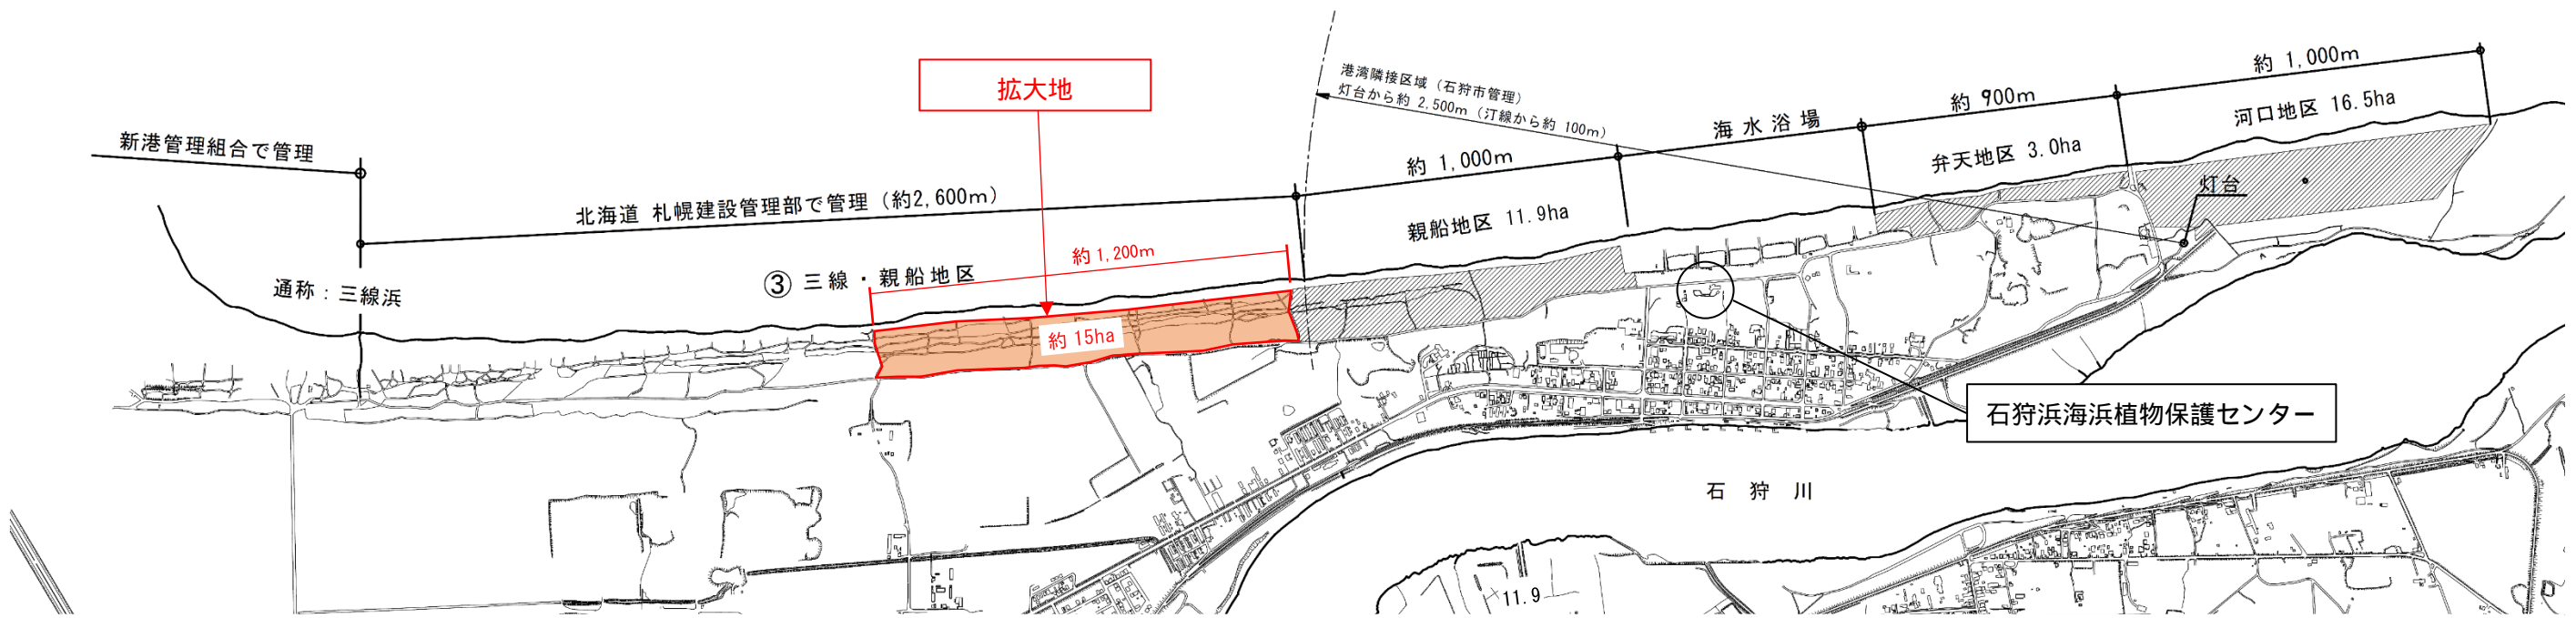 拡大地
港湾隣接区域（石狩市管理）
灯台から約 2,500m（汀線から約 100m）
約 1,000m
約 900m
河口地区 16.5ha
海水浴場
弁天地区 3.0ha
新港管理組合で管理
約 1,000m
灯台
北海道 札幌建設管理部で管理（約2,600m）
親船地区 11.9ha
約 1,200m
③ 三線・親船地区
通称：三線浜
約 15ha
石狩浜海浜植物保護センター
石 狩 川
11.9